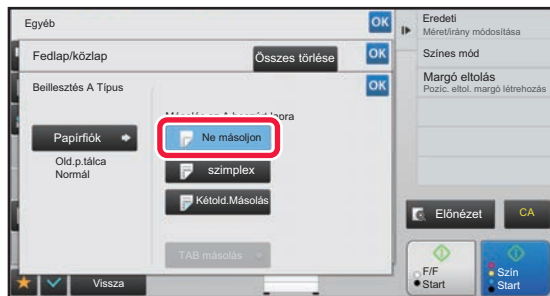 Egyéb
OK
Fedlap/közlap
Összes törlése
OK
Beillesztés A Típus
OK
Papírfiók
Old.p.tálca
Normál
Ne másoljon
szimplex
Kétold.Másolás
TAB másolás
Vissza
Eredeti
Méret/irány módosítása
Színes mód
Margó eltolás
Pozíc. eltol. margó létrehozás
Előnézet
CA
F/F
Start
Szín
Start